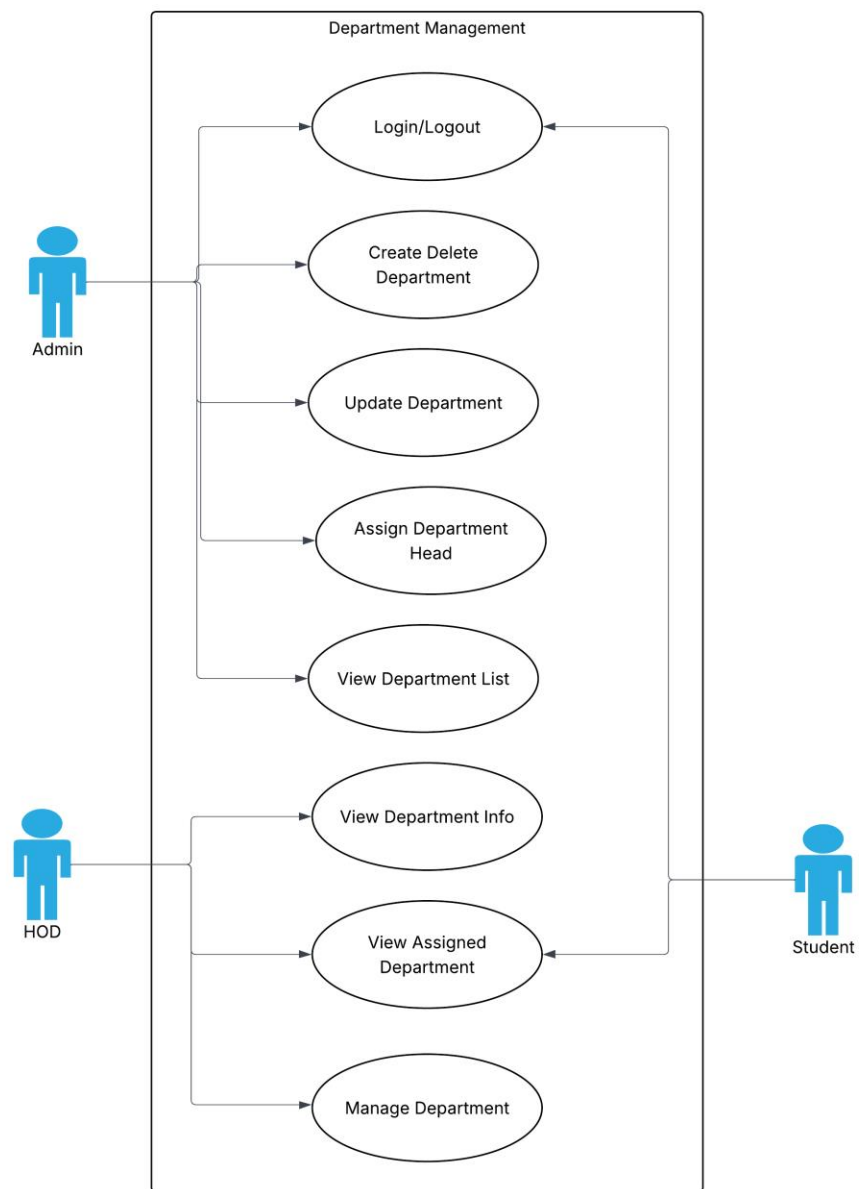 Department Management
Login/Logout
Create Delete
Department
Admin
Update Department
Assign Department
Head
View Department List
View Department Info
HOD
View Assigned
Department
Student
Manage Department